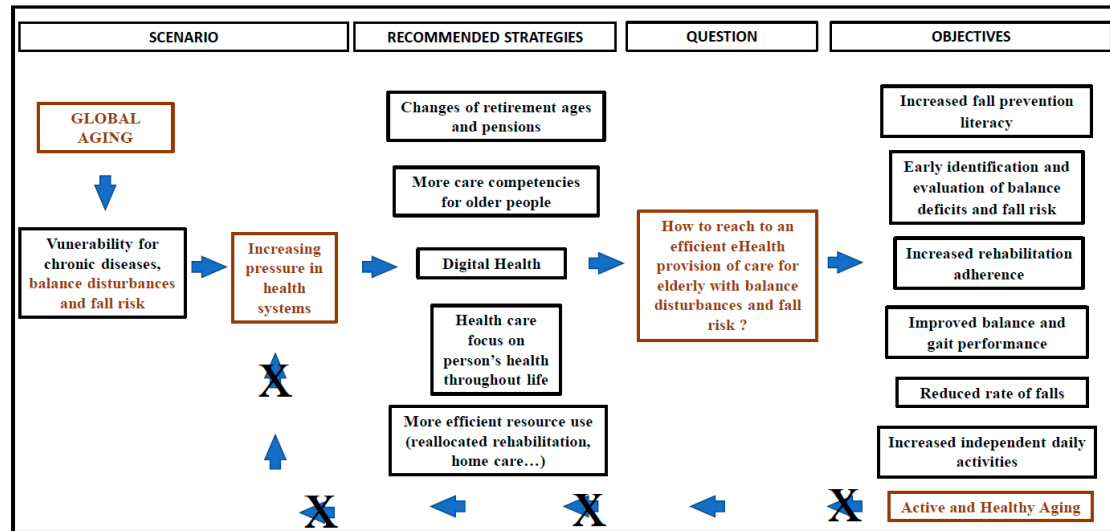 SCENARIO
RECOMMENDED STRATEGIES
QUESTION
OBJECTIVES
GLOBAL
AGING
Vunerability for
chronic diseases,
balance disturbances
and fall risk
Increasing
pressure in
health
systems
Changes of retirement ages
and pensions
More care competencies
for older people
Digital Health
Health care
focus on
person's health
throughout life
More efficient resource use
(reallocated rehabilitation,
home care…)
How to reach to an
efficient eHealth
provision of care for
elderly with balance
disturbances and fall
risk ?
Increased fall prevention
literacy
Early identification and
evaluation of balance
deficits and fall risk
Increased rehabilitation
adherence
Improved balance and
gait performance
Reduced rate of falls
Increased independent daily
activities
Active and Healthy Aging
X
X
X
X